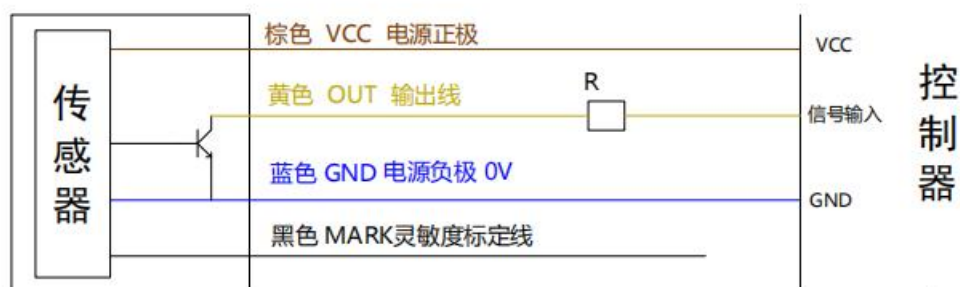 棕色 VCC 电源正极
VCC
传感器
黄色 OUT 输出线
R
信号输入
控制器
蓝色 GND 电源负极 0V
GND
黑色 MARK灵敏度标定线